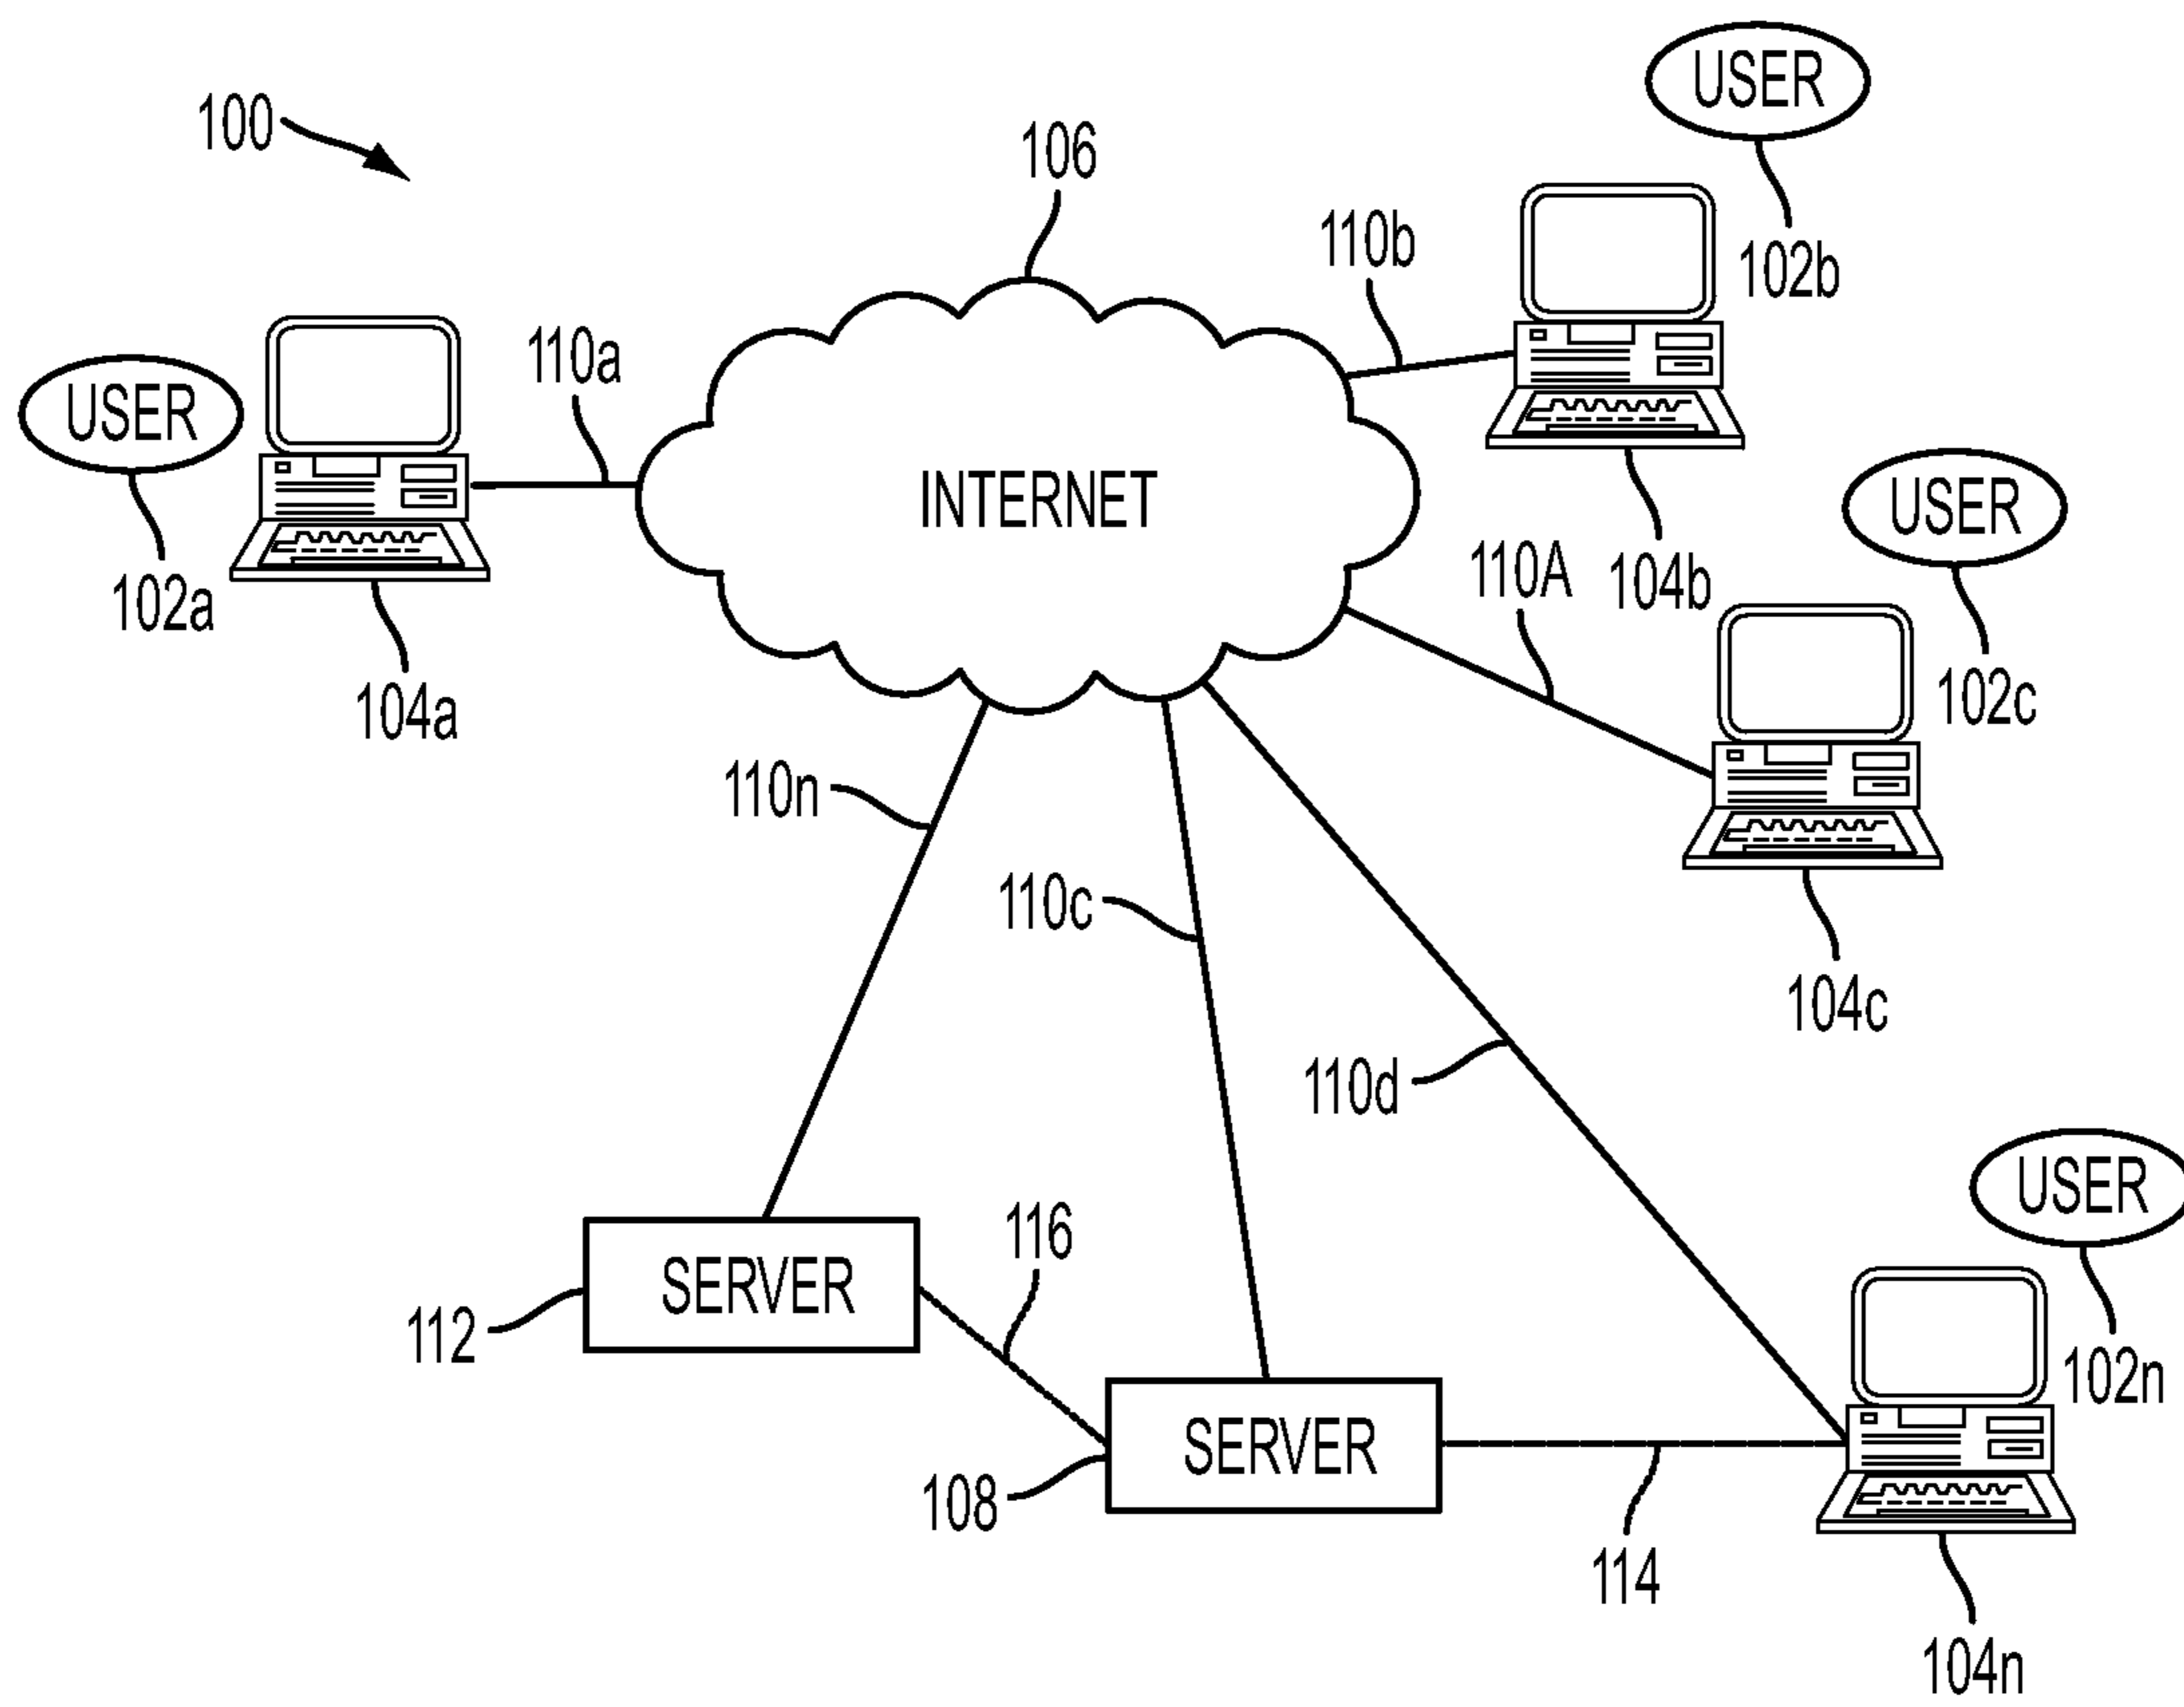 USER
100
106
110b
102b
110a
USER
INTERNET
USER
110A
104b
102a
104a
102c
110n
110c
104c
110d
USER
116
SERVER
112
102n
SERVER
108
114
104n